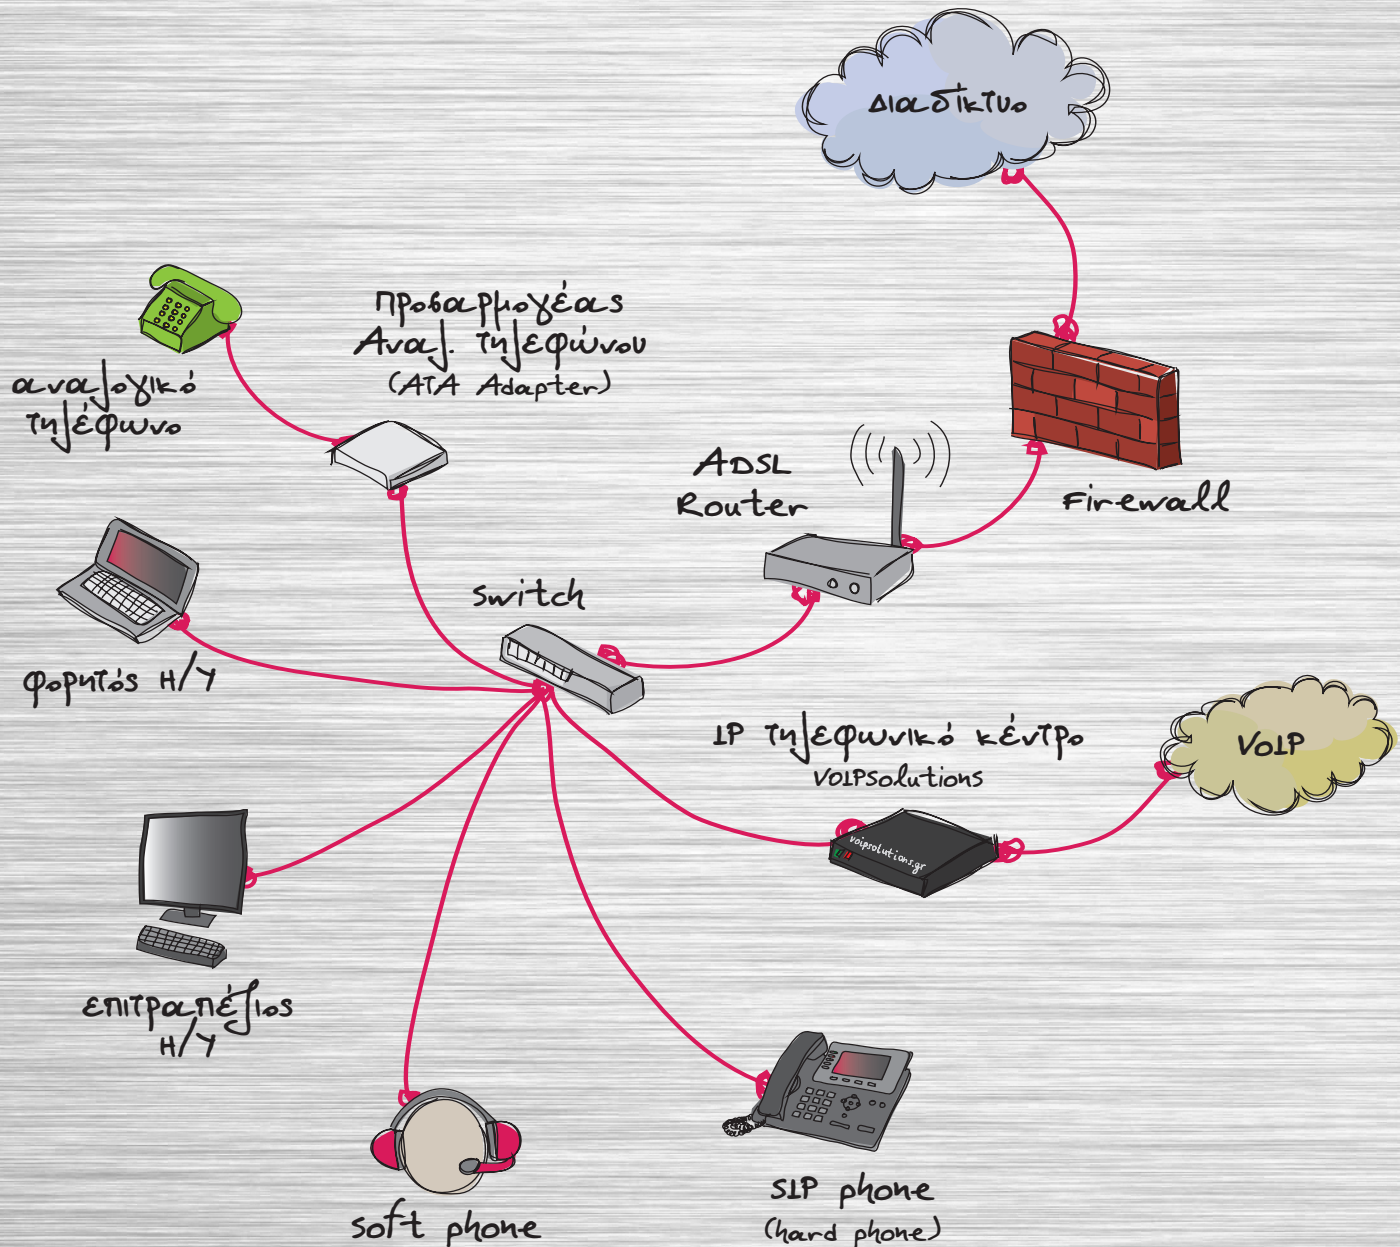 Διαδίκτυο
Προσαρμογέας
Αναλ. τηλεφώνου
(ATA Adapter)
αναλογικό
τηλέφωνο
ADSL
Router
Firewall
switch
φορητός Η/Υ
IP τηλεφωνικό κέντρο
VOIPsolutions
VOIP
voipsolutions.gr
επιτραπέζιος
Η/Υ
soft phone
SIP phone
(hard phone)